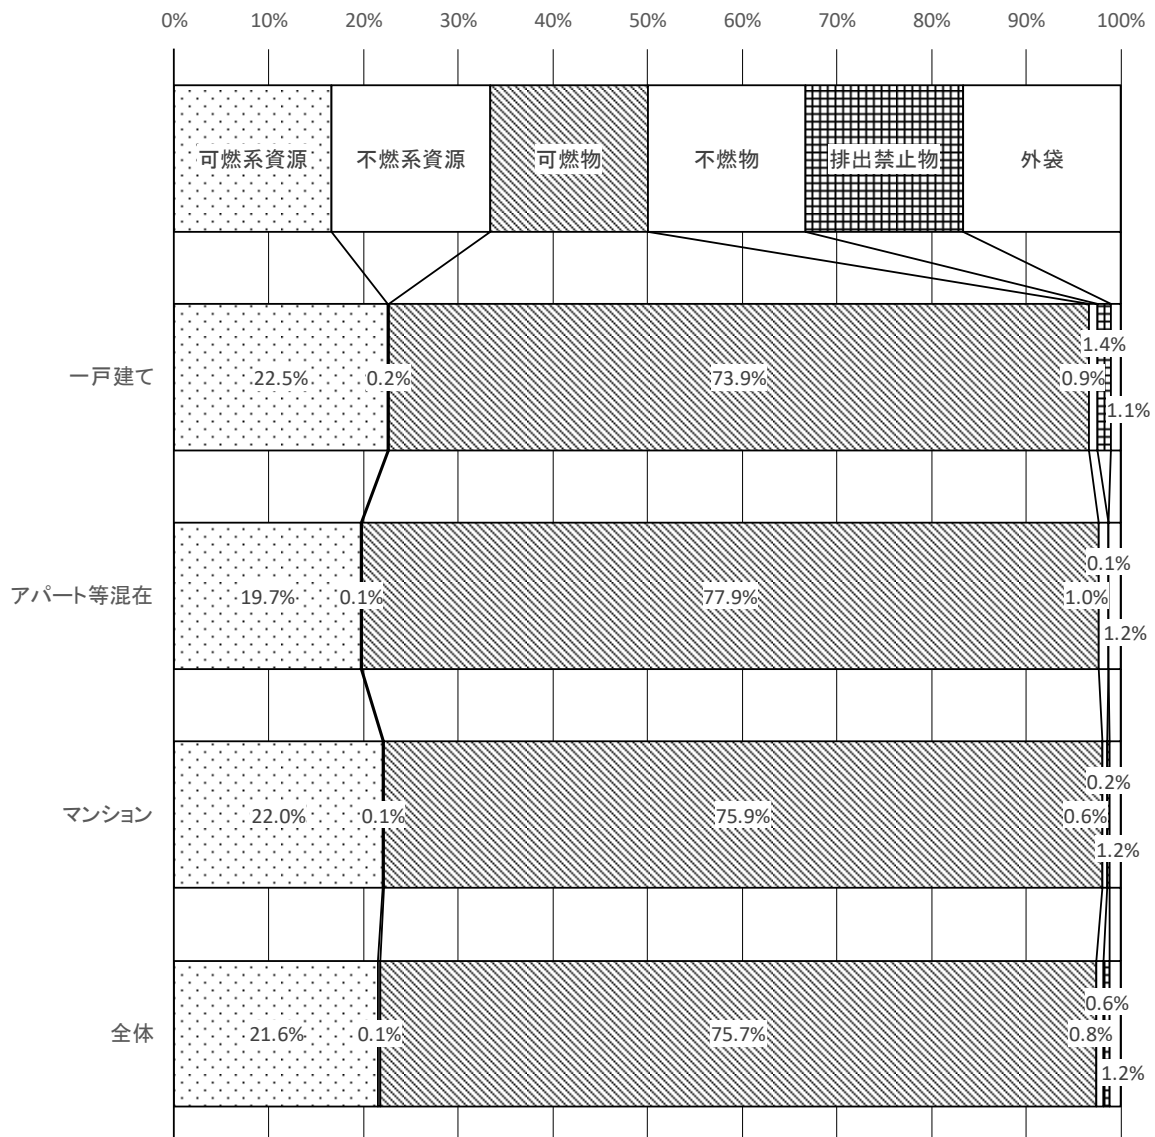 0% 10% 20% 30% 40% 50% 60% 70% 80% 90% 100%
可燃系資源 不燃系資源 可燃物 不燃物 排出禁止物 外袋
1.4%
一戸建て 22.5% 0.2% 73.9% 0.9%
1.1%
0.1%
アパート等混在 19.7% 0.1% 77.9% 1.0%
1.2%
0.2%
マンション 22.0% 0.1% 75.9% 0.6%
1.2%
0.6%
全体 21.6% 0.1% 75.7% 0.8%
1.2%